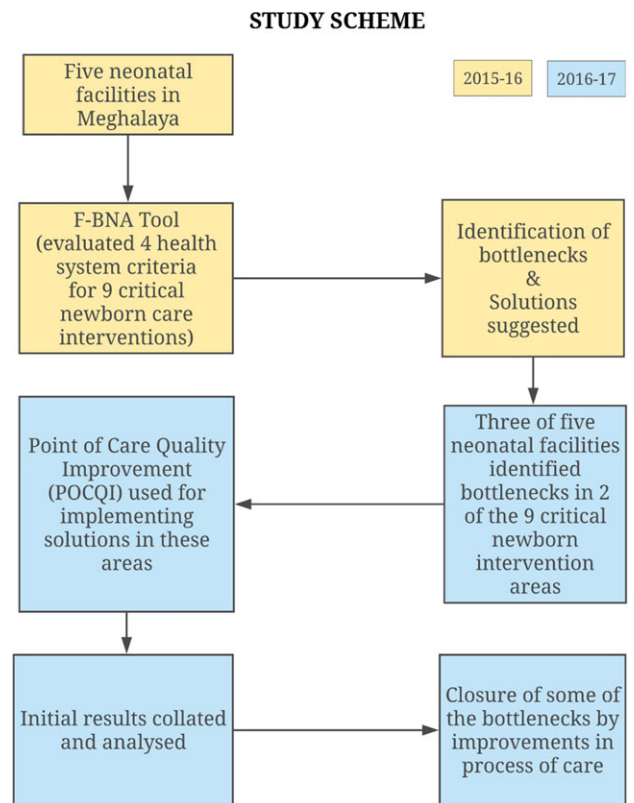 STUDY SCHEME
Five neonatal
facilities in
Meghalaya
2015-16
2016-17
F-BNA Tool
(evaluated 4 health
system criteria
for 9 critical
newborn care
interventions)
Identification of
bottlenecks
&
Solutions
suggested
Three of five
neonatal facilities
identified
bottlenecks in 2
of the 9 critical
newborn
intervention
areas
Point of Care Quality
Improvement
(POCQI) used for
implementing
solutions in these
areas
Initial results collated
and analysed
Closure of some of
the bottlenecks by
improvements in
process of care